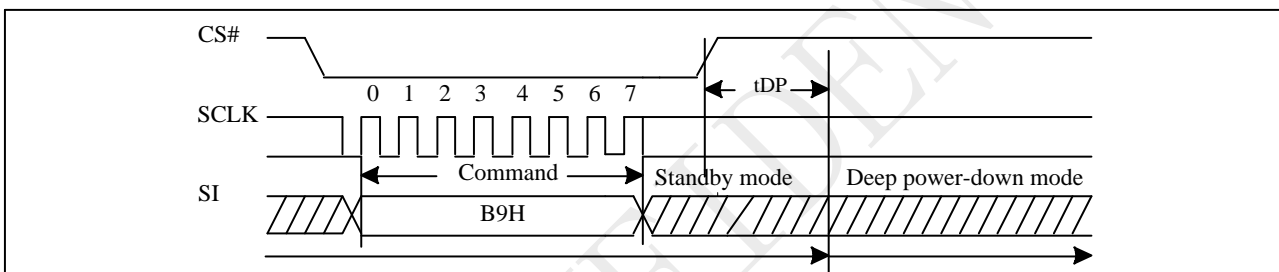 CS#
0 1 2 3 4 5 6 7
tDP
SCLK
Command
Standby mode Deep power-down mode
SI
B9H